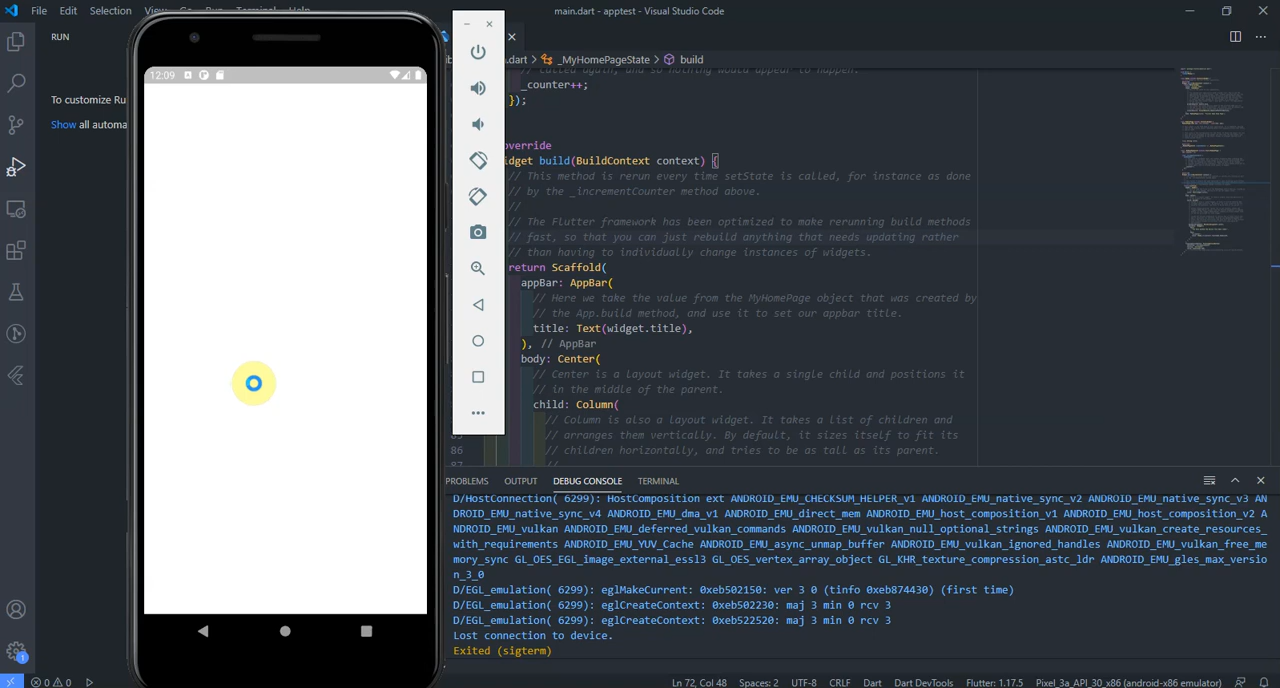 File Edit Selection View Go Run Terminal Help
main.dart - apptest - Visual Studio Code
RUN
12:09
To customize Ru
Show all automa
.dart > _MyHomePageState > build
// called again, and so nothing would appear to happen.
_counter++;
});
override
idget build(BuildContext context) {
// This method is rerun every time setState is called, for instance as done
// by the _incrementCounter method above.
//
// The Flutter framework has been optimized to make rerunning build methods
// fast, so that you can just rebuild anything that needs updating rather
// than having to individually change instances of widgets.
return Scaffold(
appBar: AppBar(
// Here we take the value from the MyHomePage object that was created by
// the App.build method, and use it to set our appbar title.
title: Text(widget.title),
), // AppBar
body: Center(
// Center is a layout widget. It takes a single child and positions it
// in the middle of the parent.
child: Column(
// Column is also a layout widget. It takes a list of children and
85 // arranges them vertically. By default, it sizes itself to fit its
86 // children horizontally, and tries to be as tall as its parent.
87 //
PROBLEMS OUTPUT DEBUG CONSOLE TERMINAL
D/HostConnection( 6299): HostComposition ext ANDROID_EMU_CHECKSUM_HELPER_v1 ANDROID_EMU_native_sync_v2 ANDROID_EMU_native_sync_v3 AN
DROID_EMU_native_sync_v4 ANDROID_EMU_dma_v1 ANDROID_EMU_direct_mem ANDROID_EMU_host_composition_v1 ANDROID_EMU_host_composition_v2 A
NDROID_EMU_vulkan ANDROID_EMU_deferred_vulkan_commands ANDROID_EMU_vulkan_null_optional_strings ANDROID_EMU_vulkan_create_resources_
with_requirements ANDROID_EMU_YUV_Cache ANDROID_EMU_async_unmap_buffer ANDROID_EMU_vulkan_ignored_handles ANDROID_EMU_vulkan_free_me
mory_sync GL_OES_EGL_image_external_essl3 GL_OES_vertex_array_object GL_KHR_texture_compression_astc_ldr ANDROID_EMU_gles_max_versio
n_3_0
D/EGL_emulation( 6299): eglMakeCurrent: 0xeb502150: ver 3 0 (tinfo 0xeb874430) (first time)
D/EGL_emulation( 6299): eglCreateContext: 0xeb502230: maj 3 min 0 rcv 3
D/EGL_emulation( 6299): eglCreateContext: 0xeb522520: maj 3 min 0 rcv 3
Lost connection to device.
Exited (sigterm)
1
0 0 Ln 72, Col 48 Spaces: 2 UTF-8 CRLF Dart Dart DevTools Flutter: 1.17.5 Pixel_3a_API_30_x86 (android-x86 emulator)